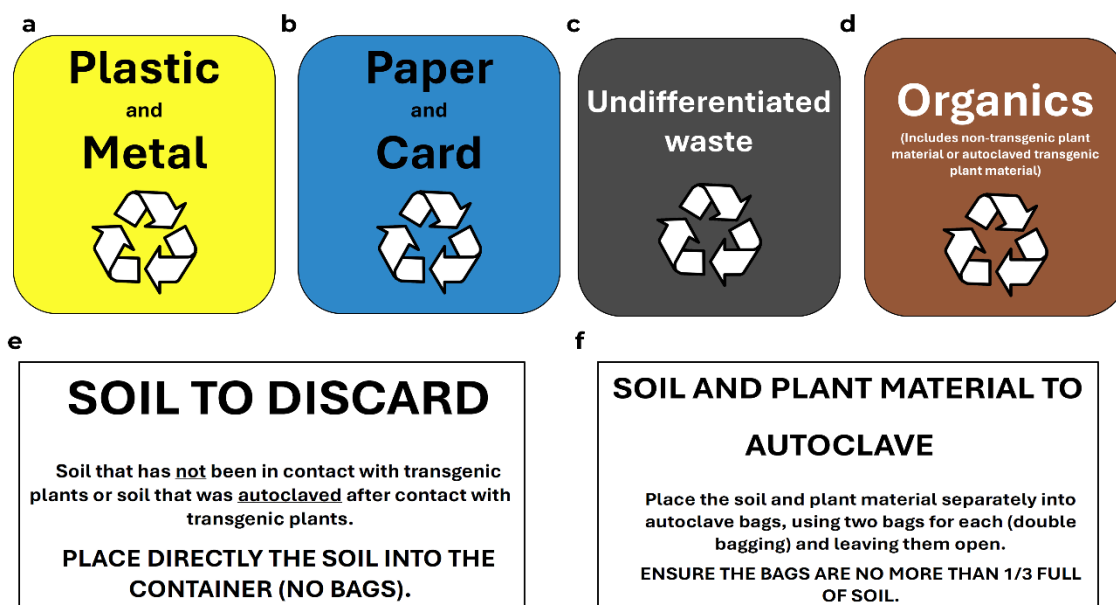 a
Plastic
and
Metal
b
Paper
and
Card
c
Undifferentiated
waste
d
Organics
(Includes non-transgenic plant
material or autoclaved transgenic
plant material)
e
SOIL TO DISCARD
Soil that has not been in contact with transgenic
plants or soil that was autoclaved after contact with
transgenic plants.
PLACE DIRECTLY THE SOIL INTO THE
CONTAINER (NO BAGS).
f
SOIL AND PLANT MATERIAL TO
AUTOCLAVE
Place the soil and plant material separately into
autoclave bags, using two bags for each (double
bagging) and leaving them open.
ENSURE THE BAGS ARE NO MORE THAN 1/3 FULL
OF SOIL.